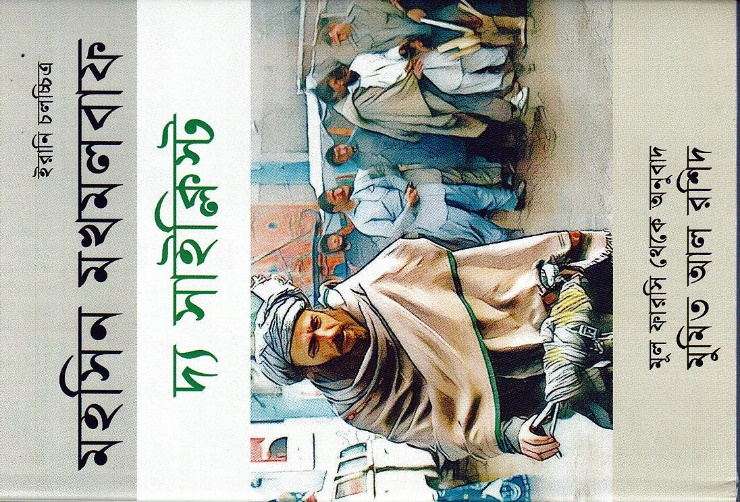 ইরানি চলচ্চিত্র
মহসিন মখমলবাফ
দ্য সাইক্লিস্ট
মূল ফারসি থেকে অনুবাদ
মুমিত আল রশিদ